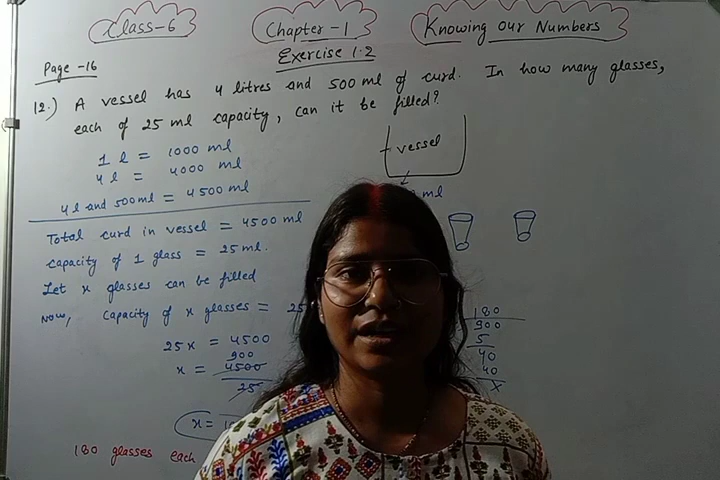 Class-6 Chapter-1 Knowing Our Numbers
Exercise 1.2
Page -16
12.) A vessel has 4 litres and 500 ml of curd. In how many glasses,
each of 25 ml capacity, can it be filled?
1 l = 1000 ml
4 l = 4000 ml
4 l and 500 ml = 4500 ml
vessel
ml
Total curd in vessel = 4500 ml
capacity of 1 glass = 25 ml.
Let x glasses can be filled
Now, capacity of x glasses = 25
25x = 4500
x = 4500
900
25
x =
180 glasses each
180
900
5
40
40
x